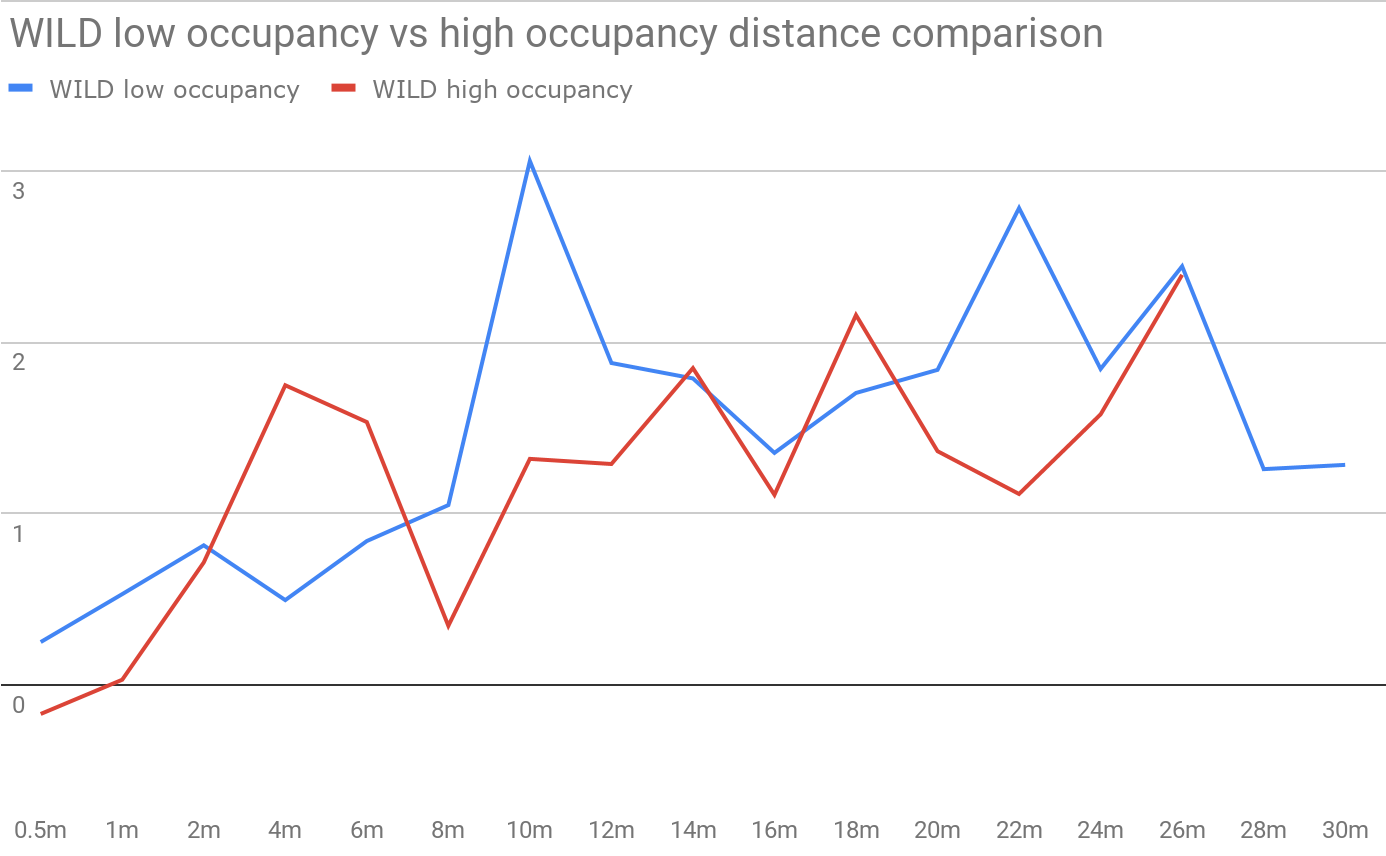 WILD low occupancy vs high occupancy distance comparison
WILD low occupancy WILD high occupancy
3
2
1
0
0.5m 1m 2m 4m 6m 8m 10m 12m 14m 16m 18m 20m 22m 24m 26m 28m 30m